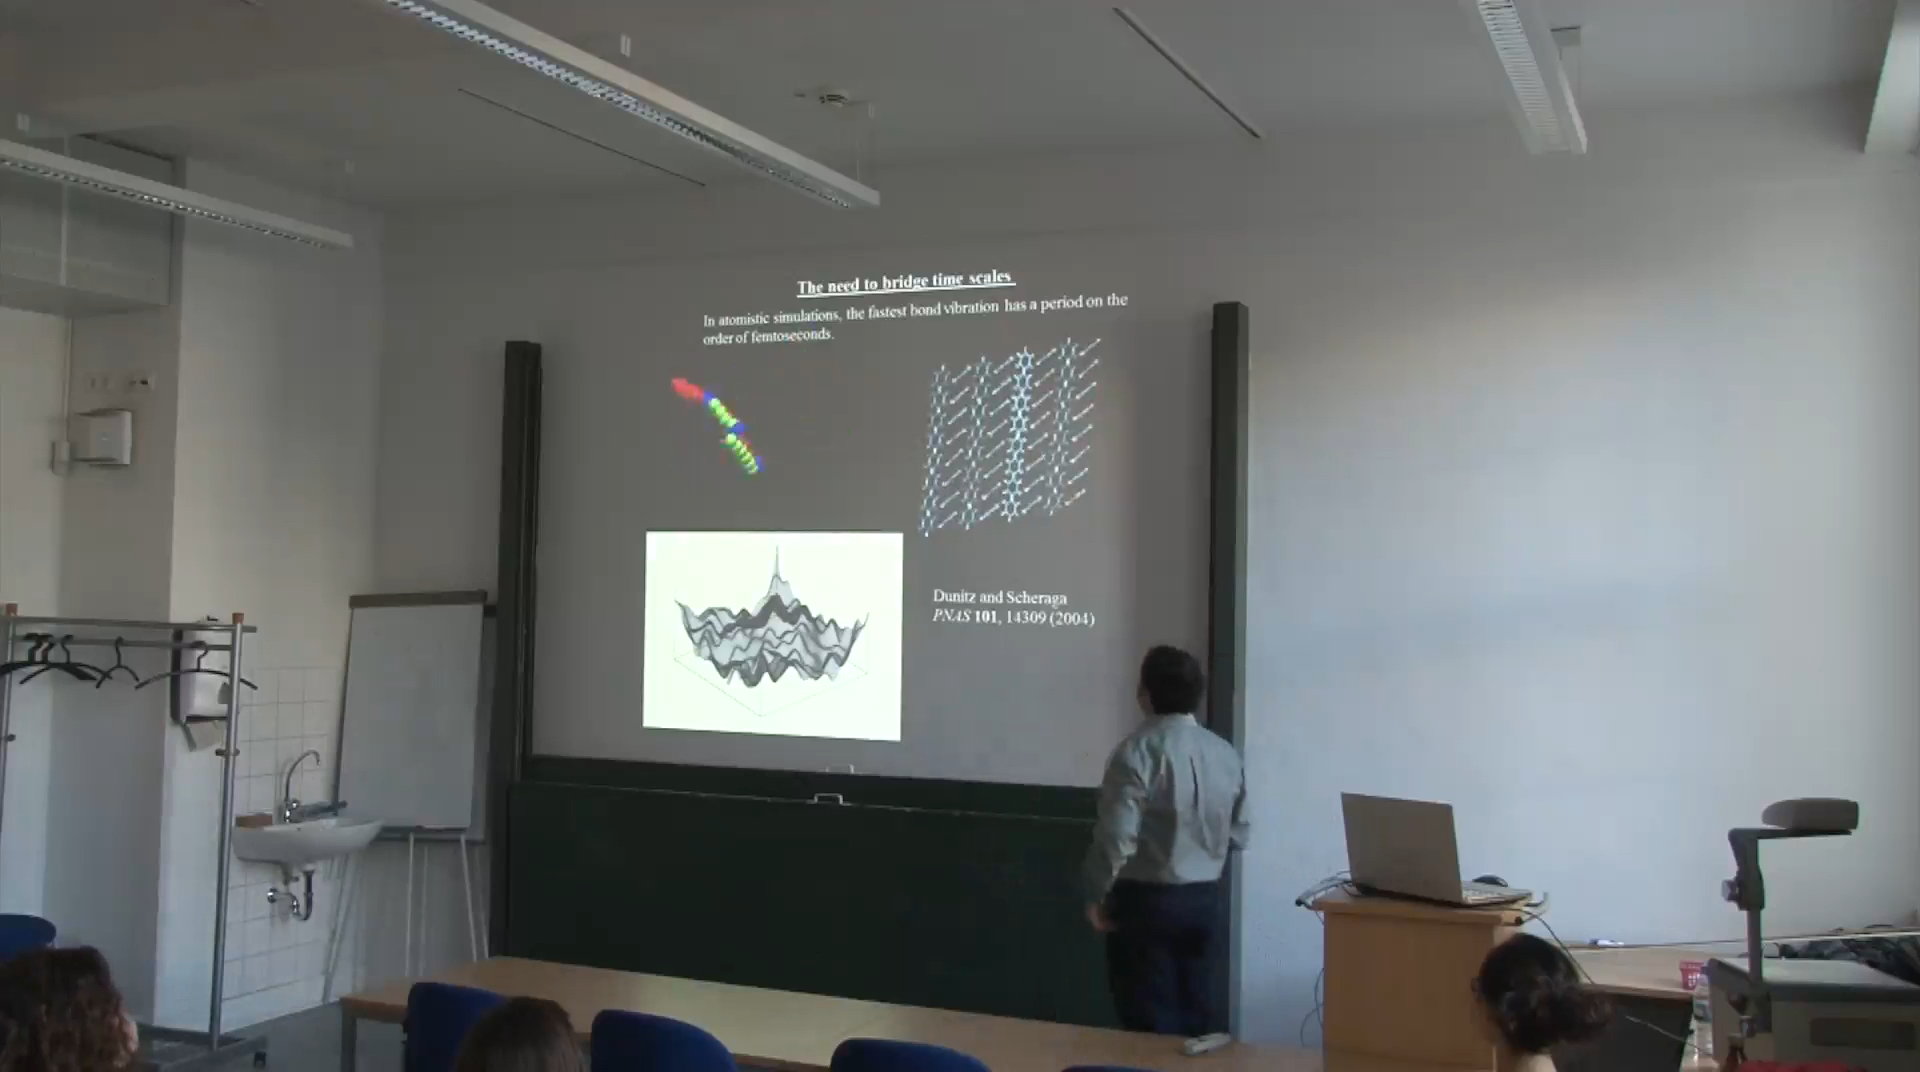 The need to bridge time scales
In atomistic simulations, the fastest bond vibration has a period on the
order of femtoseconds.
Dunitz and Scheraga
PNAS 101, 14309 (2004)